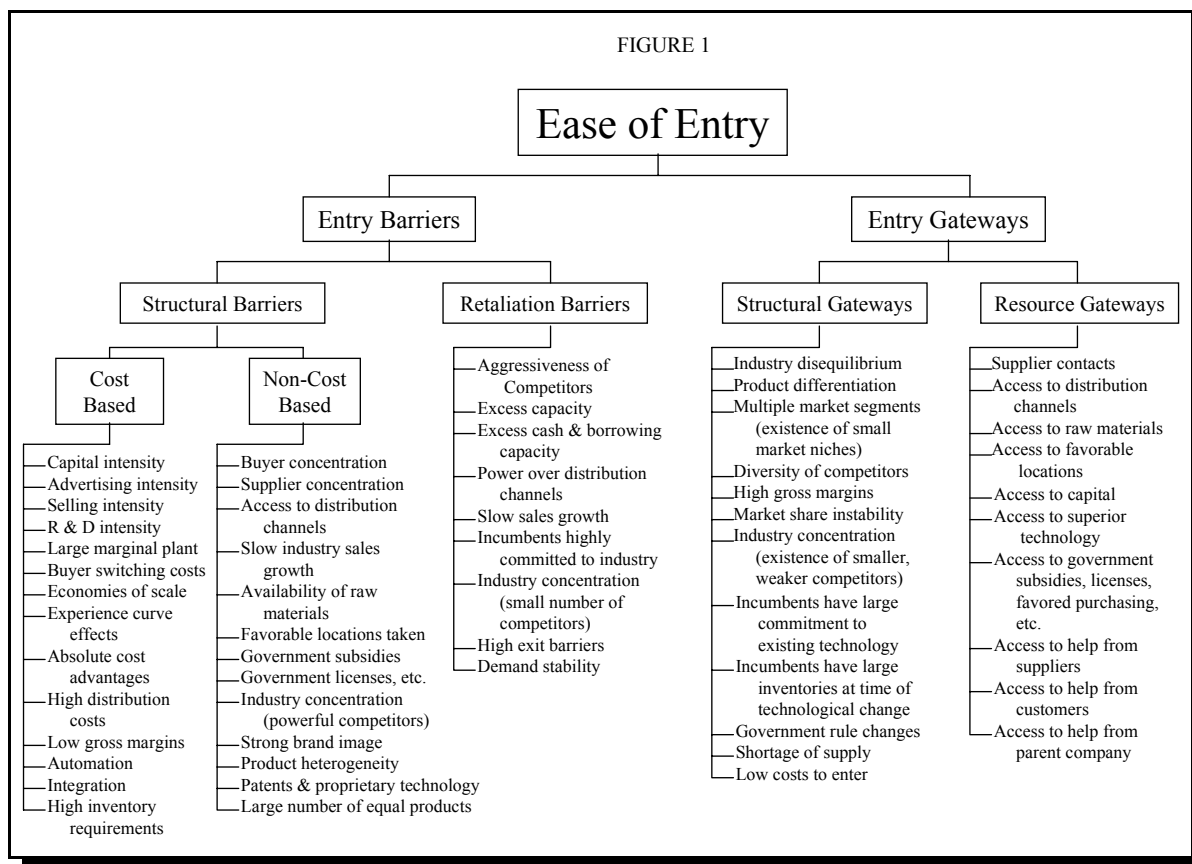 FIGURE 1
Ease of Entry
Entry Barriers
Entry Gateways
Structural Barriers
Retaliation Barriers
Structural Gateways
Resource Gateways
Cost
Based
Non-Cost
Based
Capital intensity
Advertising intensity
Selling intensity
R & D intensity
Large marginal plant
Buyer switching costs
Economies of scale
Experience curve
effects
Absolute cost
advantages
High distribution
costs
Low gross margins
Automation
Integration
High inventory
requirements
Buyer concentration
Supplier concentration
Access to distribution
channels
Slow industry sales
growth
Availability of raw
materials
Favorable locations taken
Government subsidies
Government licenses, etc.
Industry concentration
(powerful competitors)
Strong brand image
Product heterogeneity
Patents & proprietary technology
Large number of equal products
Aggressiveness of
Competitors
Excess capacity
Excess cash & borrowing
capacity
Power over distribution
channels
Slow sales growth
Incumbents highly
committed to industry
Industry concentration
(small number of
competitors)
High exit barriers
Demand stability
Industry disequilibrium
Product differentiation
Multiple market segments
(existence of small
market niches)
Diversity of competitors
High gross margins
Market share instability
Industry concentration
(existence of smaller,
weaker competitors)
Incumbents have large
commitment to
existing technology
Incumbents have large
inventories at time of
technological change
Government rule changes
Shortage of supply
Low costs to enter
Supplier contacts
Access to distribution
channels
Access to raw materials
Access to favorable
locations
Access to capital
Access to superior
technology
Access to government
subsidies, licenses,
favored purchasing,
etc.
Access to help from
suppliers
Access to help from
customers
Access to help from
parent company